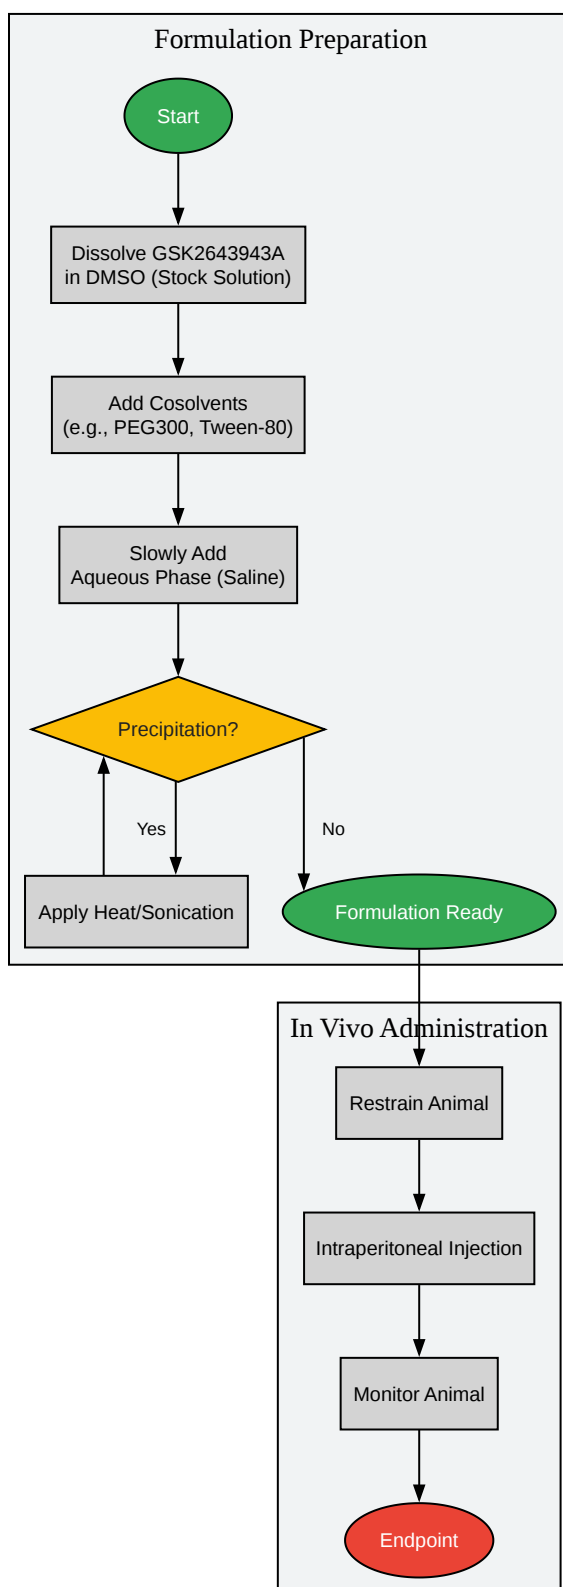 Formulation Preparation
Start
Dissolve GSK2643943A
in DMSO (Stock Solution)
Add Cosolvents
(e.g., PEG300, Tween-80)
Slowly Add
Aqueous Phase (Saline)
Precipitation?
Yes
No
Apply Heat/Sonication
Formulation Ready
In Vivo Administration
Restrain Animal
Intraperitoneal Injection
Monitor Animal
Endpoint